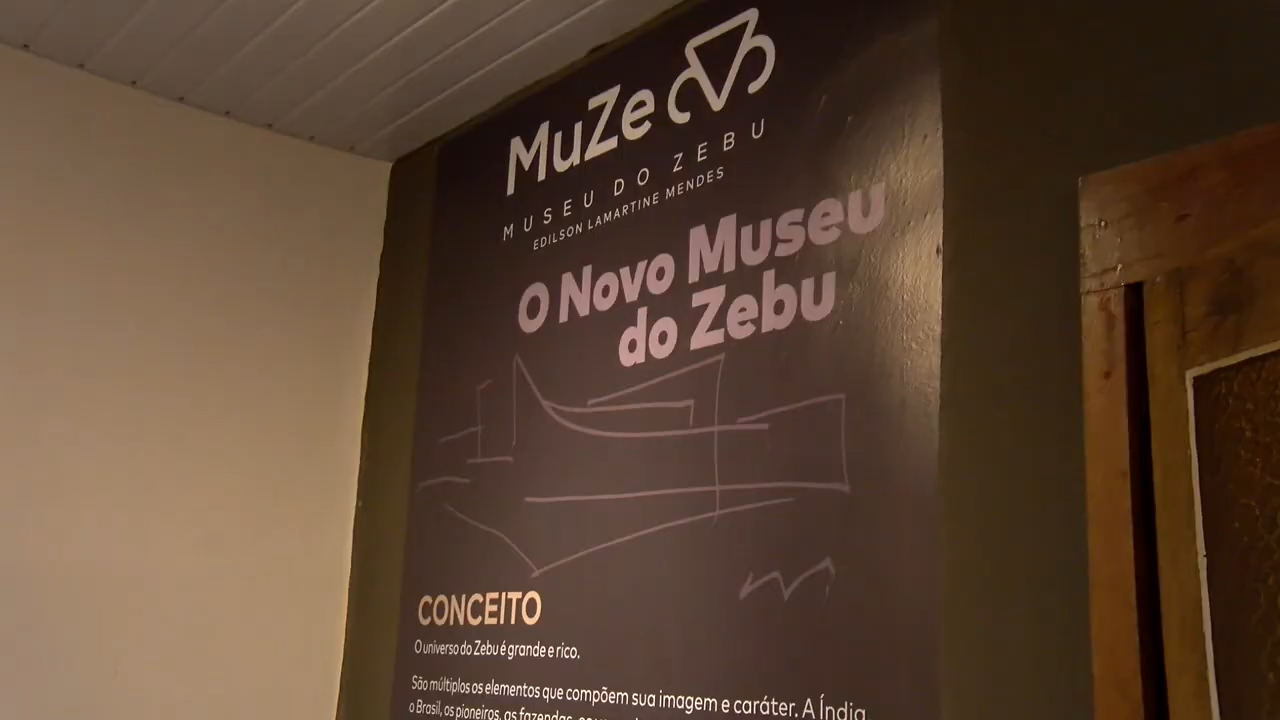 MuZe
MUSEU DO ZEBU
EDILSON LAMARTINE MENDES
O Novo Museu
do Zebu
CONCEITO
O universo do Zebu é grande e rico.
São múltiplos os elementos que compõem sua imagem e caráter. A Índia
o Brasil, os pioneiros, as fazendas,